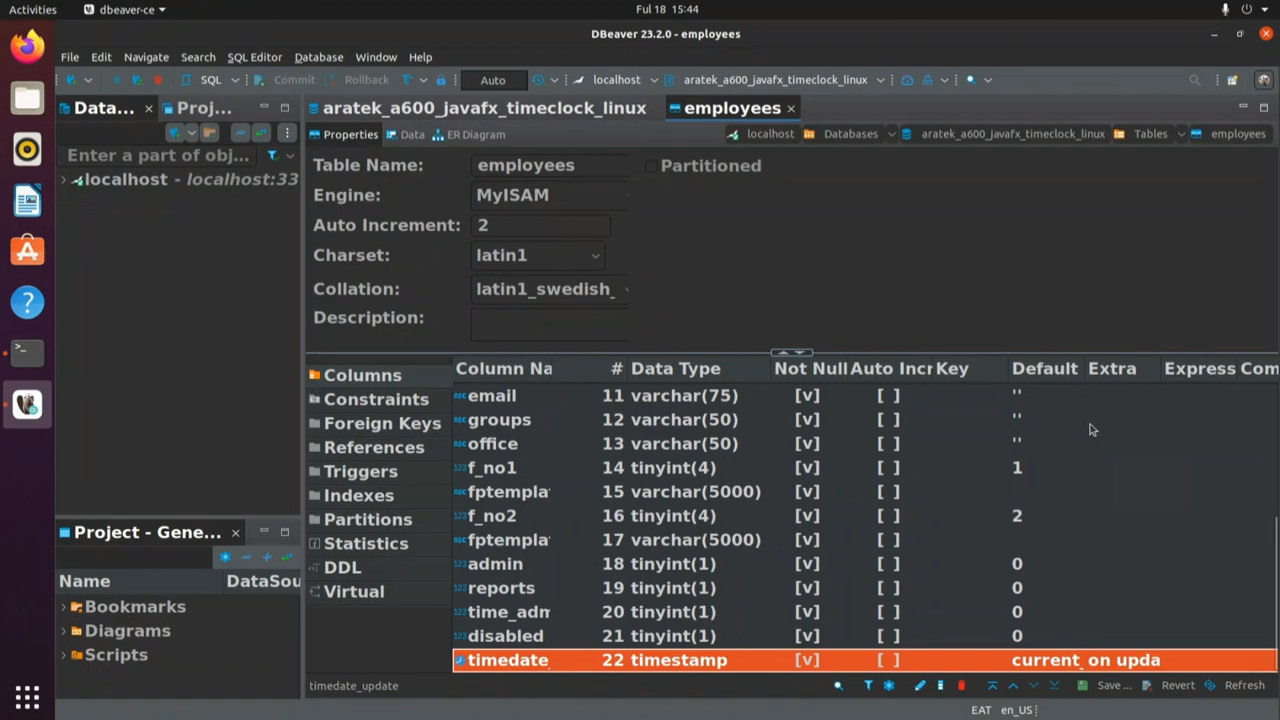 Activities
dbeaver-ce
Ful 18 15:44
DBeaver 23.2.0 - employees
File Edit Navigate Search SQL Editor Database Window Help
SQL Commit Rollback Auto localhost aratek_a600_javafx_timeclock_linux
Data... Proj...
aratek_a600_javafx_timeclock_linux employees
Enter a part of obj...
localhost - localhost:33
Properties Data ER Diagram localhost Databases aratek_a600_javafx_timeclock_linux Tables employees
Table Name: employees Partitioned
Engine: MyISAM
Auto Increment: 2
Charset: latin1
Collation: latin1_swedish_
Description:
Columns
Constraints
Foreign Keys
References
Triggers
Indexes
Partitions
Statistics
DDL
Virtual
Column Na # Data Type Not Null Auto Incr Key Default Extra Express Com
email 11 varchar(75) [v] [ ] ''
groups 12 varchar(50) [v] [ ] ''
office 13 varchar(50) [v] [ ] ''
f_no1 14 tinyint(4) [v] [ ] 1
fptempla 15 varchar(5000) [v] [ ]
f_no2 16 tinyint(4) [v] [ ] 2
fptempla 17 varchar(5000) [v] [ ]
admin 18 tinyint(1) [v] [ ] 0
reports 19 tinyint(1) [v] [ ] 0
time_adm 20 tinyint(1) [v] [ ] 0
disabled 21 tinyint(1) [v] [ ] 0
timedate_ 22 timestamp [v] [ ] current_ on upda
Project - Gene...
Name DataSou
Bookmarks
Diagrams
Scripts
timedate_update
Save ... Revert Refresh
EAT en_US